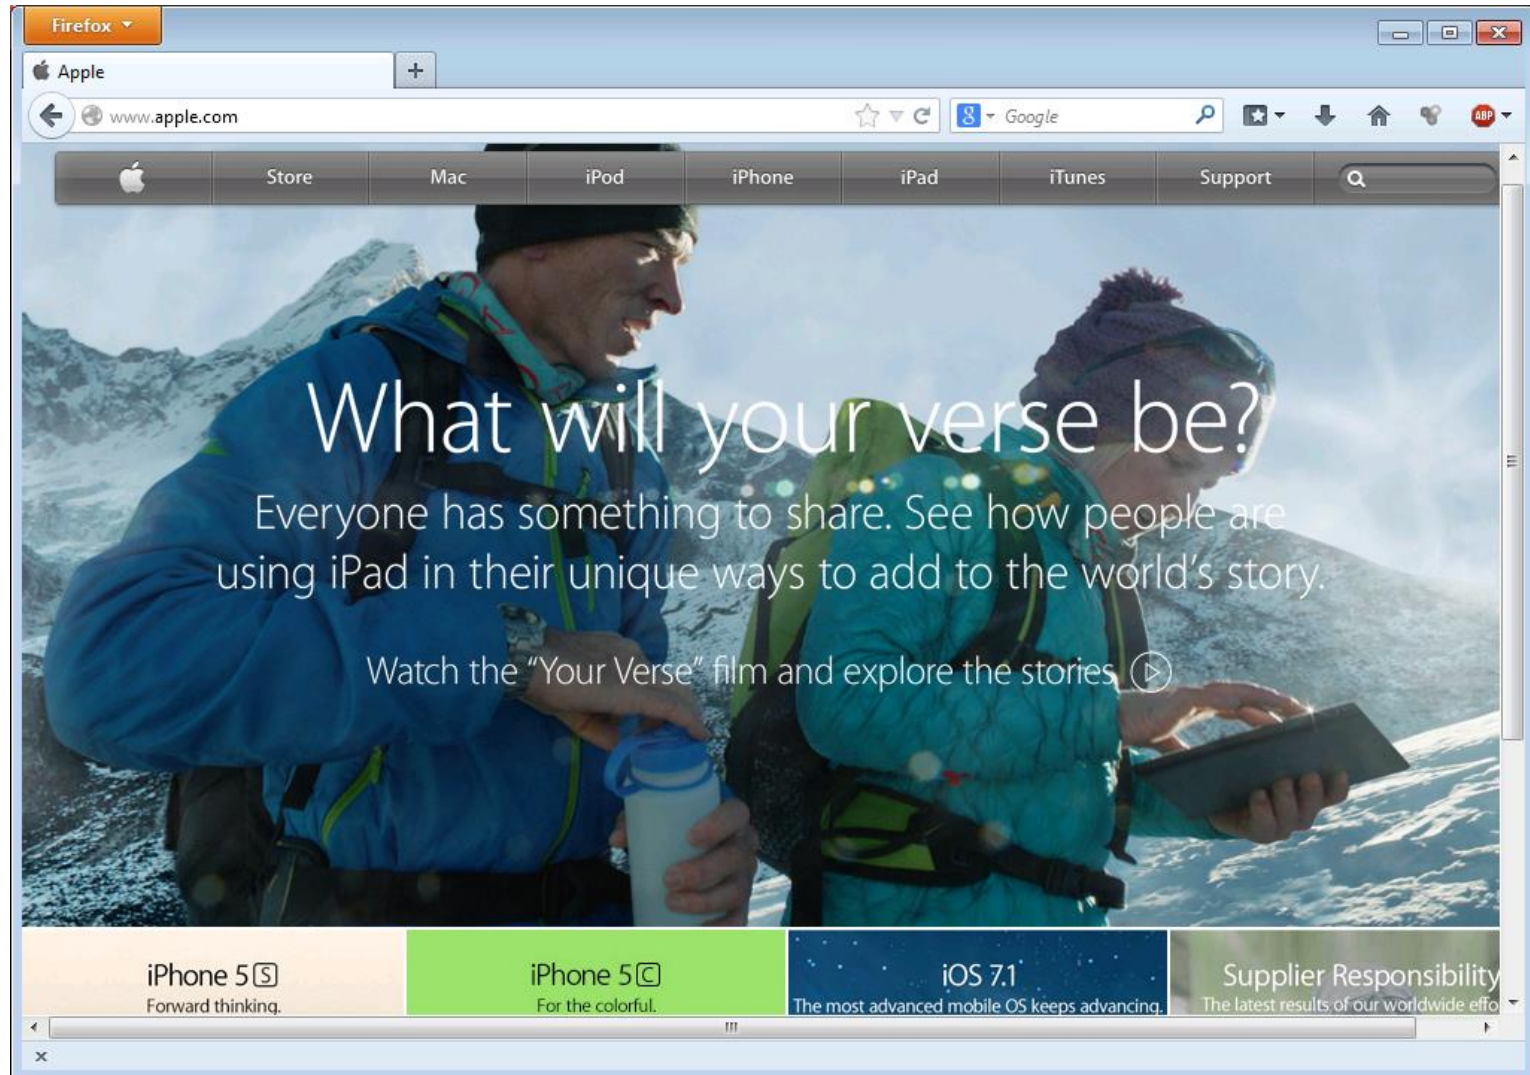 Firefox
Apple
www.apple.com
8
Google
ABP
Store
Mac
iPod
iPhone
iPad
iTunes
Support
What will your verse be?
Everyone has something to share. See how people are
using iPad in their unique ways to add to the world's story.
Watch the “Your Verse” film and explore the stories
iPhone 5S
Forward thinking.
iPhone 5C
For the colorful.
iOS 7.1
The most advanced mobile OS keeps advancing.
Supplier Responsibility
The latest results of our worldwide effo